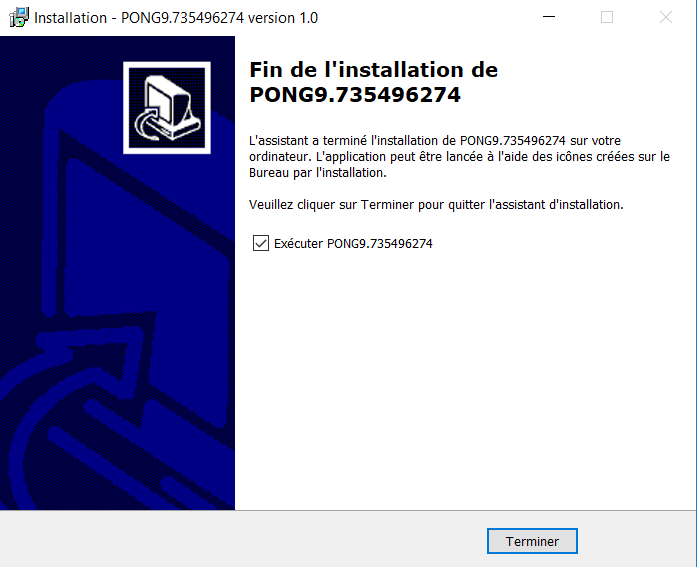 Installation - PONG9.735496274 version 1.0
Fin de l'installation de
PONG9.735496274
L'assistant a terminé l'installation de PONG9.735496274 sur votre
ordinateur. L'application peut être lancée à l'aide des icônes créées sur le
Bureau par l'installation.
Veuillez cliquer sur Terminer pour quitter l'assistant d'installation.
Exécuter PONG9.735496274
Terminer